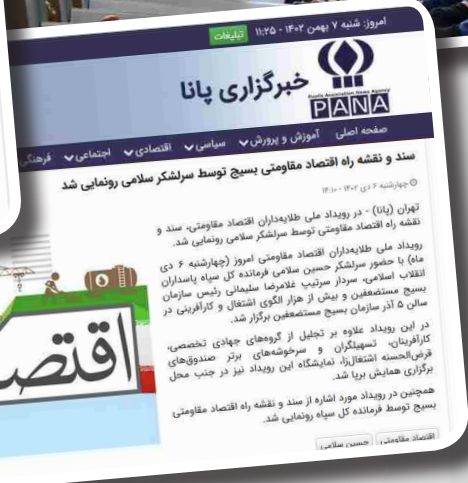 امروز: شنبه ۷ بهمن ۱۴۰۲ - ۱۱:۲۵
تبلیغات
Pupils Association News Agency
PANA
خبرگزاری پانا
صفحه اصلی آموزش و پرورش سیاسی اقتصادی اجتماعی فرهنگی
سند و نقشه راه اقتصاد مقاومتی بسیج توسط سرلشکر سلامی رونمایی شد
چهارشنبه ۶ دی ۱۴۰۲ - ۱۴:۱۰
تهران (پانا) - در رویداد ملی طلایه‌داران اقتصاد مقاومتی، سند و
نقشه راه اقتصاد مقاومتی توسط سرلشکر سلامی رونمایی شد.
رویداد ملی طلایه‌داران اقتصاد مقاومتی امروز (چهارشنبه ۶ دی
ماه) با حضور سرلشکر حسین سلامی فرمانده کل سپاه پاسداران
انقلاب اسلامی، سردار سرتیپ غلامرضا سلیمانی رئیس سازمان
بسیج مستضعفین و بیش از هزار الگوی اشتغال و کارآفرینی در
سالن ۵ آذر سازمان بسیج مستضعفین برگزار شد.
در این رویداد علاوه بر تجلیل از گروه‌های جهادی تخصصی،
کارآفرینان، تسهیلگران و سرخوشه‌های برتر صندوق‌های
قرض‌الحسنه اشتغال‌زا، نمایشگاه این رویداد نیز در جنب محل
برگزاری همایش برپا شد.
همچنین در رویداد مورد اشاره از سند و نقشه راه اقتصاد مقاومتی
بسیج توسط فرمانده کل سپاه رونمایی شد.
اقتصاد مقاومتی حسین سلامی